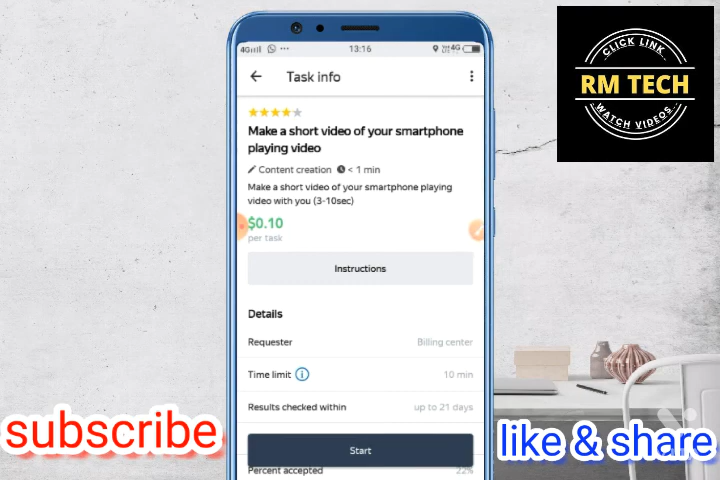 4G
13:16
4G
Task info
Make a short video of your smartphone
playing video
Content creation < 1 min
Make a short video of your smartphone playing
video with you (3-10sec)
$0.10
per task
Instructions
Details
Requester Billing center
Time limit 10 min
Results checked within up to 21 days
Start
Percent accepted 22%
CLICK LINK
RM TECH
WATCH VIDEOS
subscribe
like & share